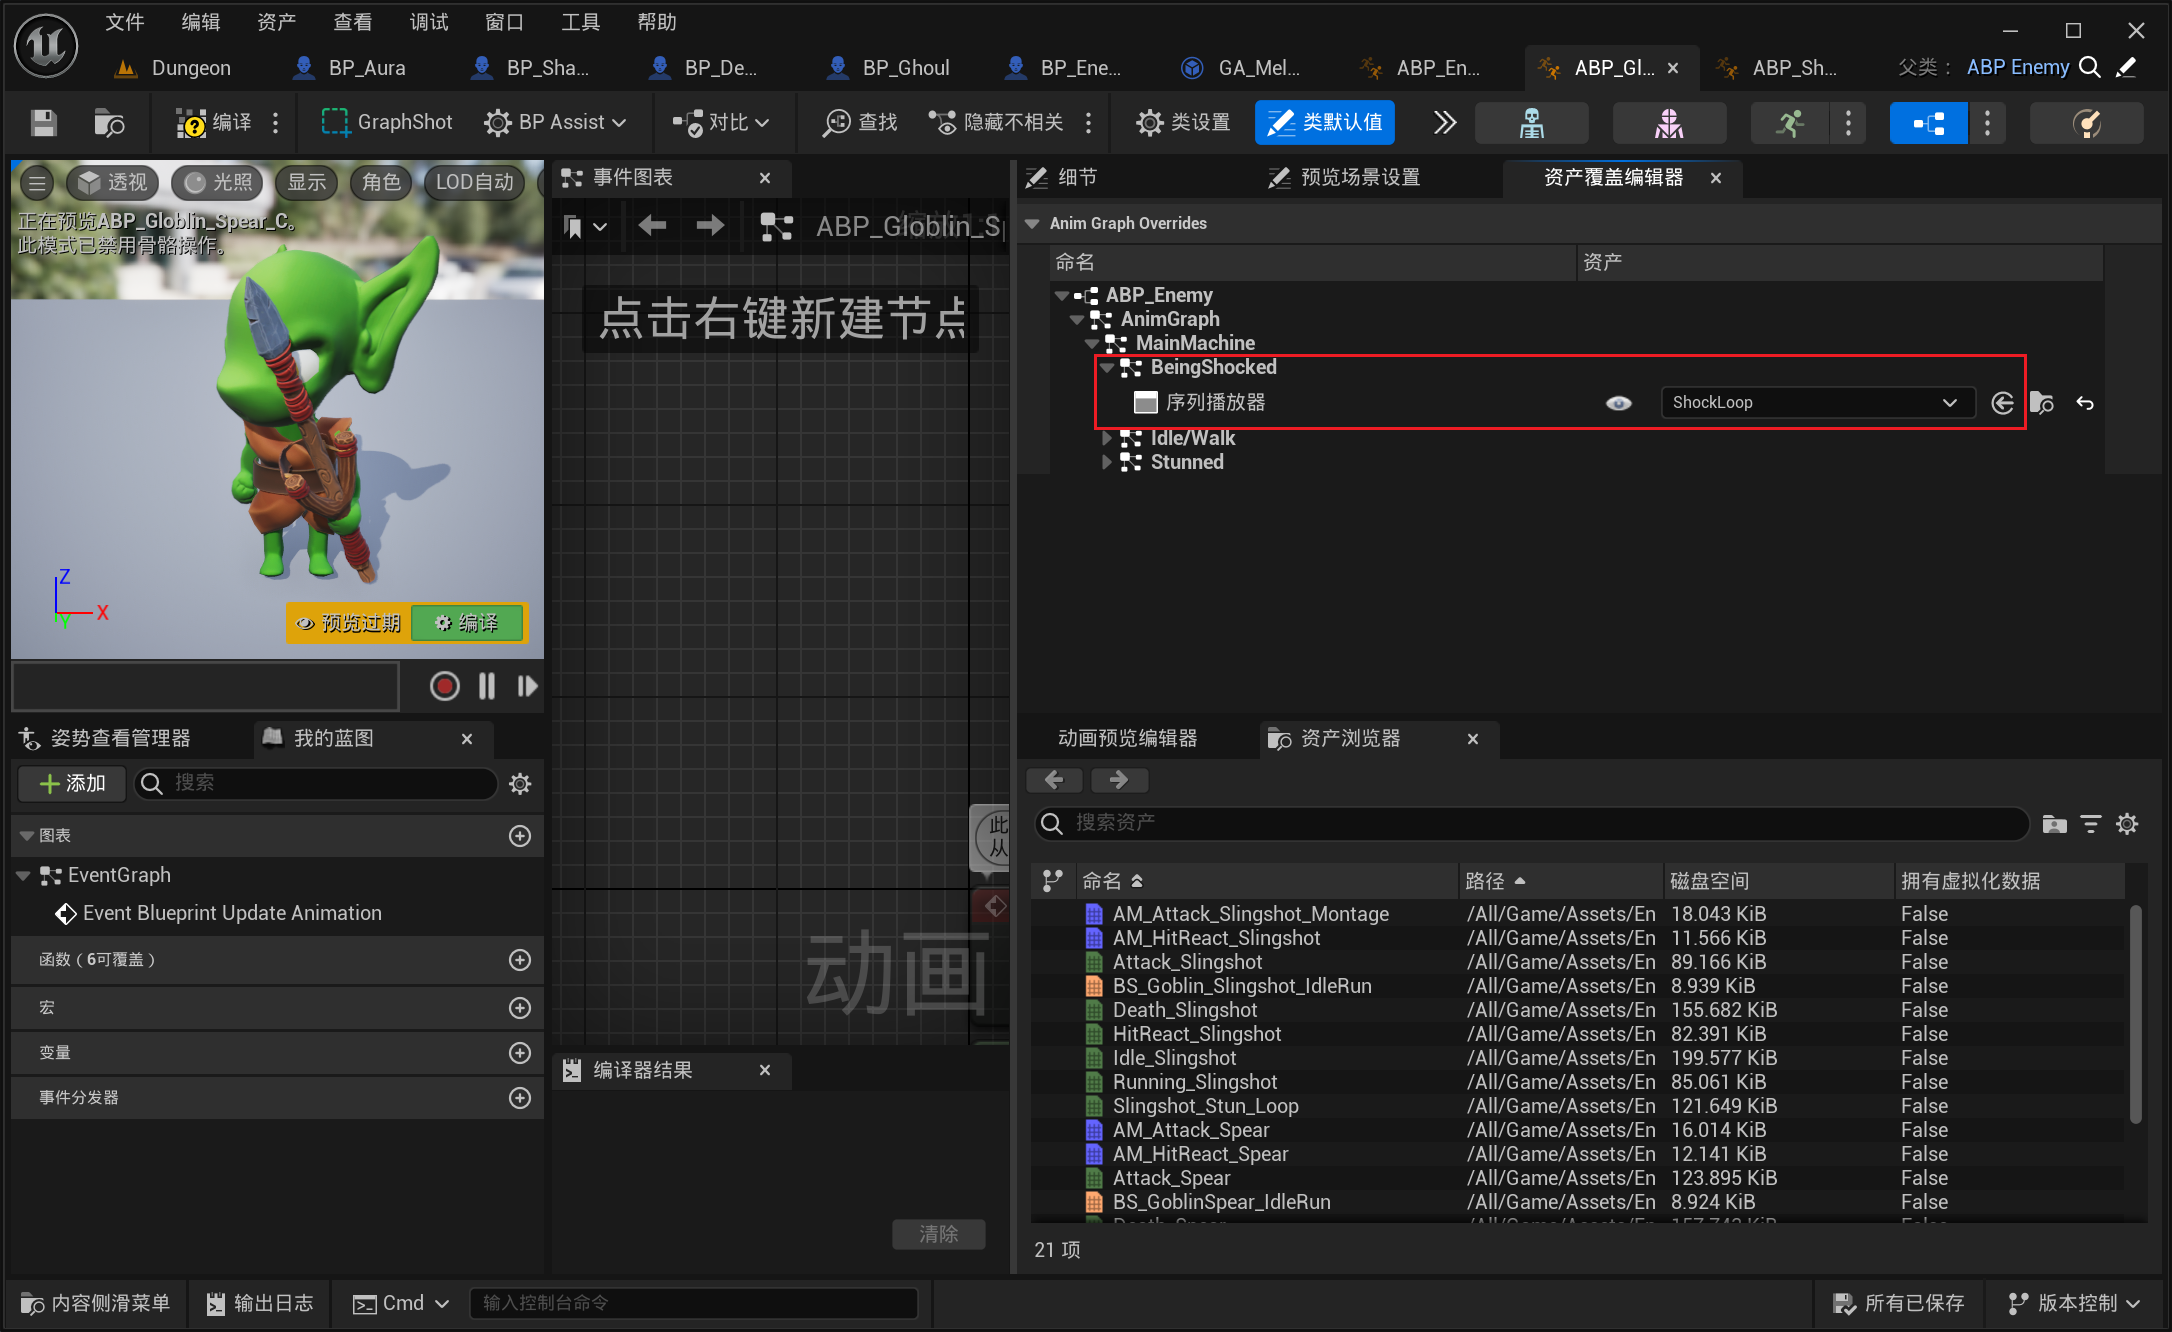 文件 编辑 资产 查看 调试 窗口 工具 帮助
Dungeon BP_Aura BP_Sha... BP_De... BP_Ghoul BP_Ene... GA_Mel... ABP_En... ABP_Gl... ABP_Sh... 父类： ABP Enemy
编译 GraphShot BP Assist 对比 查找 隐藏不相关 类设置 类默认值
透视 光照 显示 角色 LOD自动
正在预览ABP_Globlin_Spear_C。
此模式已禁用骨骼操作。
Z
X
Y
预览过期 编译
事件图表
ABP_Globlin_S
点击右键新建节点
此
从
动画
编译器结果
清除
姿势查看管理器 我的蓝图
添加 搜索
图表
EventGraph
Event Blueprint Update Animation
函数（6可覆盖）
宏
变量
事件分发器
细节 预览场景设置 资产覆盖编辑器
Anim Graph Overrides
命名 资产
ABP_Enemy
AnimGraph
MainMachine
BeingShocked
序列播放器 ShockLoop
Idle/Walk
Stunned
动画预览编辑器 资产浏览器
搜索资产
命名 路径 磁盘空间 拥有虚拟化数据
AM_Attack_Slingshot_Montage /All/Game/Assets/En 18.043 KiB False
AM_HitReact_Slingshot /All/Game/Assets/En 11.566 KiB False
Attack_Slingshot /All/Game/Assets/En 89.166 KiB False
BS_Goblin_Slingshot_IdleRun /All/Game/Assets/En 8.939 KiB False
Death_Slingshot /All/Game/Assets/En 155.682 KiB False
HitReact_Slingshot /All/Game/Assets/En 82.391 KiB False
Idle_Slingshot /All/Game/Assets/En 199.577 KiB False
Running_Slingshot /All/Game/Assets/En 85.061 KiB False
Slingshot_Stun_Loop /All/Game/Assets/En 121.649 KiB False
AM_Attack_Spear /All/Game/Assets/En 16.014 KiB False
AM_HitReact_Spear /All/Game/Assets/En 12.141 KiB False
Attack_Spear /All/Game/Assets/En 123.895 KiB False
BS_GoblinSpear_IdleRun /All/Game/Assets/En 8.924 KiB False
21 项
内容侧滑菜单 输出日志 Cmd 输入控制台命令 所有已保存 版本控制